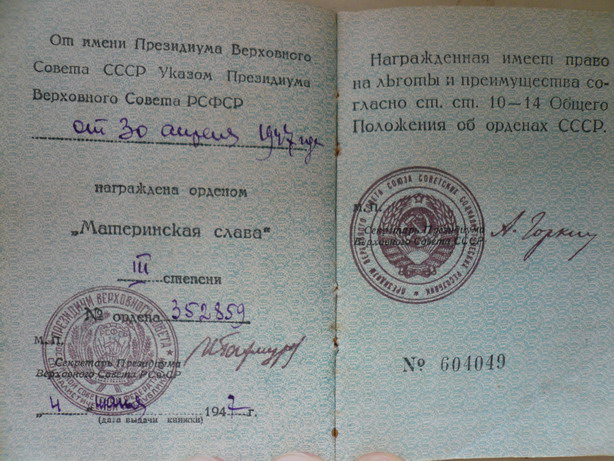 От имени Президиума Верховного
Совета СССР Указом Президиума
Верховного Совета РСФСР
от 30 апреля 1947 года
награждена орденом
„Материнская слава"
III степени
№ ордена 352859
М. П.
Секретарь Президиума
Верховного Совета РСФСР
„4" 1947 г.
(дата выдачи книжки)
Награжденная имеет право
на льготы и преимущества со-
гласно ст. ст. 10—14 Общего
Положения об орденах СССР.
М. П.
Секретарь Президиума
Верховного Совета СССР
А. Горкин
№ 604049